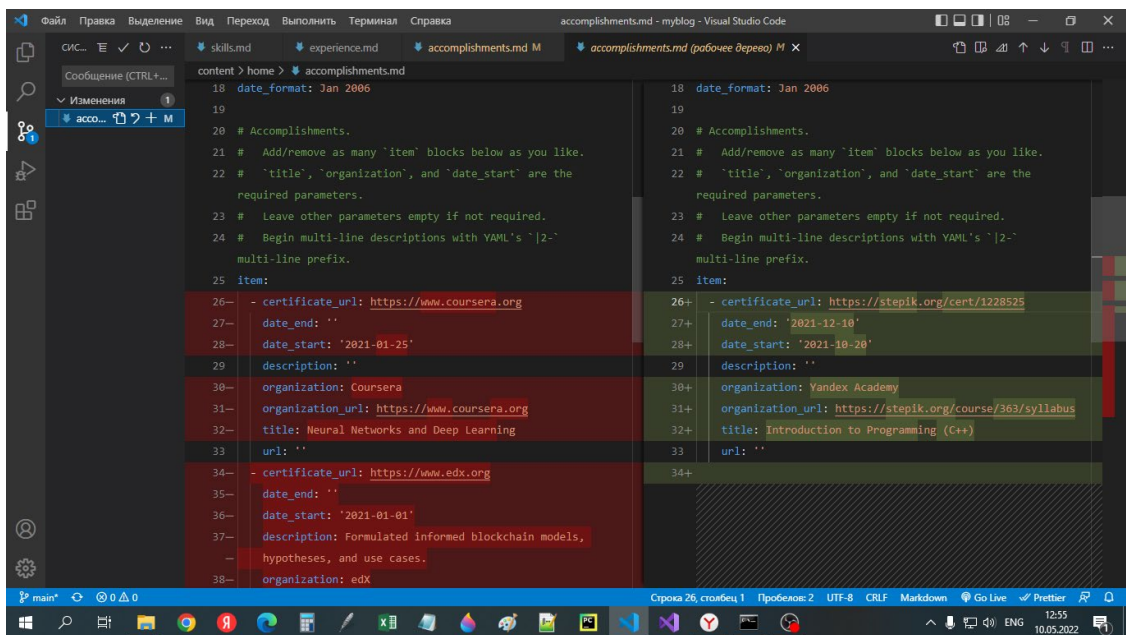 Файл Правка Выделение Вид Переход Выполнить Терминал Справка accomplishments.md - myblog - Visual Studio Code
СИС...
skills.md experience.md accomplishments.md M accomplishments.md (рабочее дерево) M
Сообщение (CTRL+...
content > home > accomplishments.md
Изменения 1
acco... M
18 date_format: Jan 2006
19
20 # Accomplishments.
21 # Add/remove as many `item` blocks below as you like.
22 # `title`, `organization`, and `date_start` are the
required parameters.
23 # Leave other parameters empty if not required.
24 # Begin multi-line descriptions with YAML's `|2-`
multi-line prefix.
25 item:
26— - certificate_url: https://www.coursera.org
27— date_end: ''
28— date_start: '2021-01-25'
29 description: ''
30— organization: Coursera
31— organization_url: https://www.coursera.org
32— title: Neural Networks and Deep Learning
33 url: ''
34— - certificate_url: https://www.edx.org
35— date_end: ''
36— date_start: '2021-01-01'
37— description: Formulated informed blockchain models,
— hypotheses, and use cases.
38— organization: edX
18 date_format: Jan 2006
19
20 # Accomplishments.
21 # Add/remove as many `item` blocks below as you like.
22 # `title`, `organization`, and `date_start` are the
required parameters.
23 # Leave other parameters empty if not required.
24 # Begin multi-line descriptions with YAML's `|2-`
multi-line prefix.
25 item:
26+ - certificate_url: https://stepik.org/cert/1228525
27+ date_end: '2021-12-10'
28+ date_start: '2021-10-20'
29 description: ''
30+ organization: Yandex Academy
31+ organization_url: https://stepik.org/course/363/syllabus
32+ title: Introduction to Programming (C++)
33 url: ''
34+
main* 0 0 Строка 26, столбец 1 Пробелов: 2 UTF-8 CRLF Markdown Go Live Prettier
ENG 12:55
10.05.2022